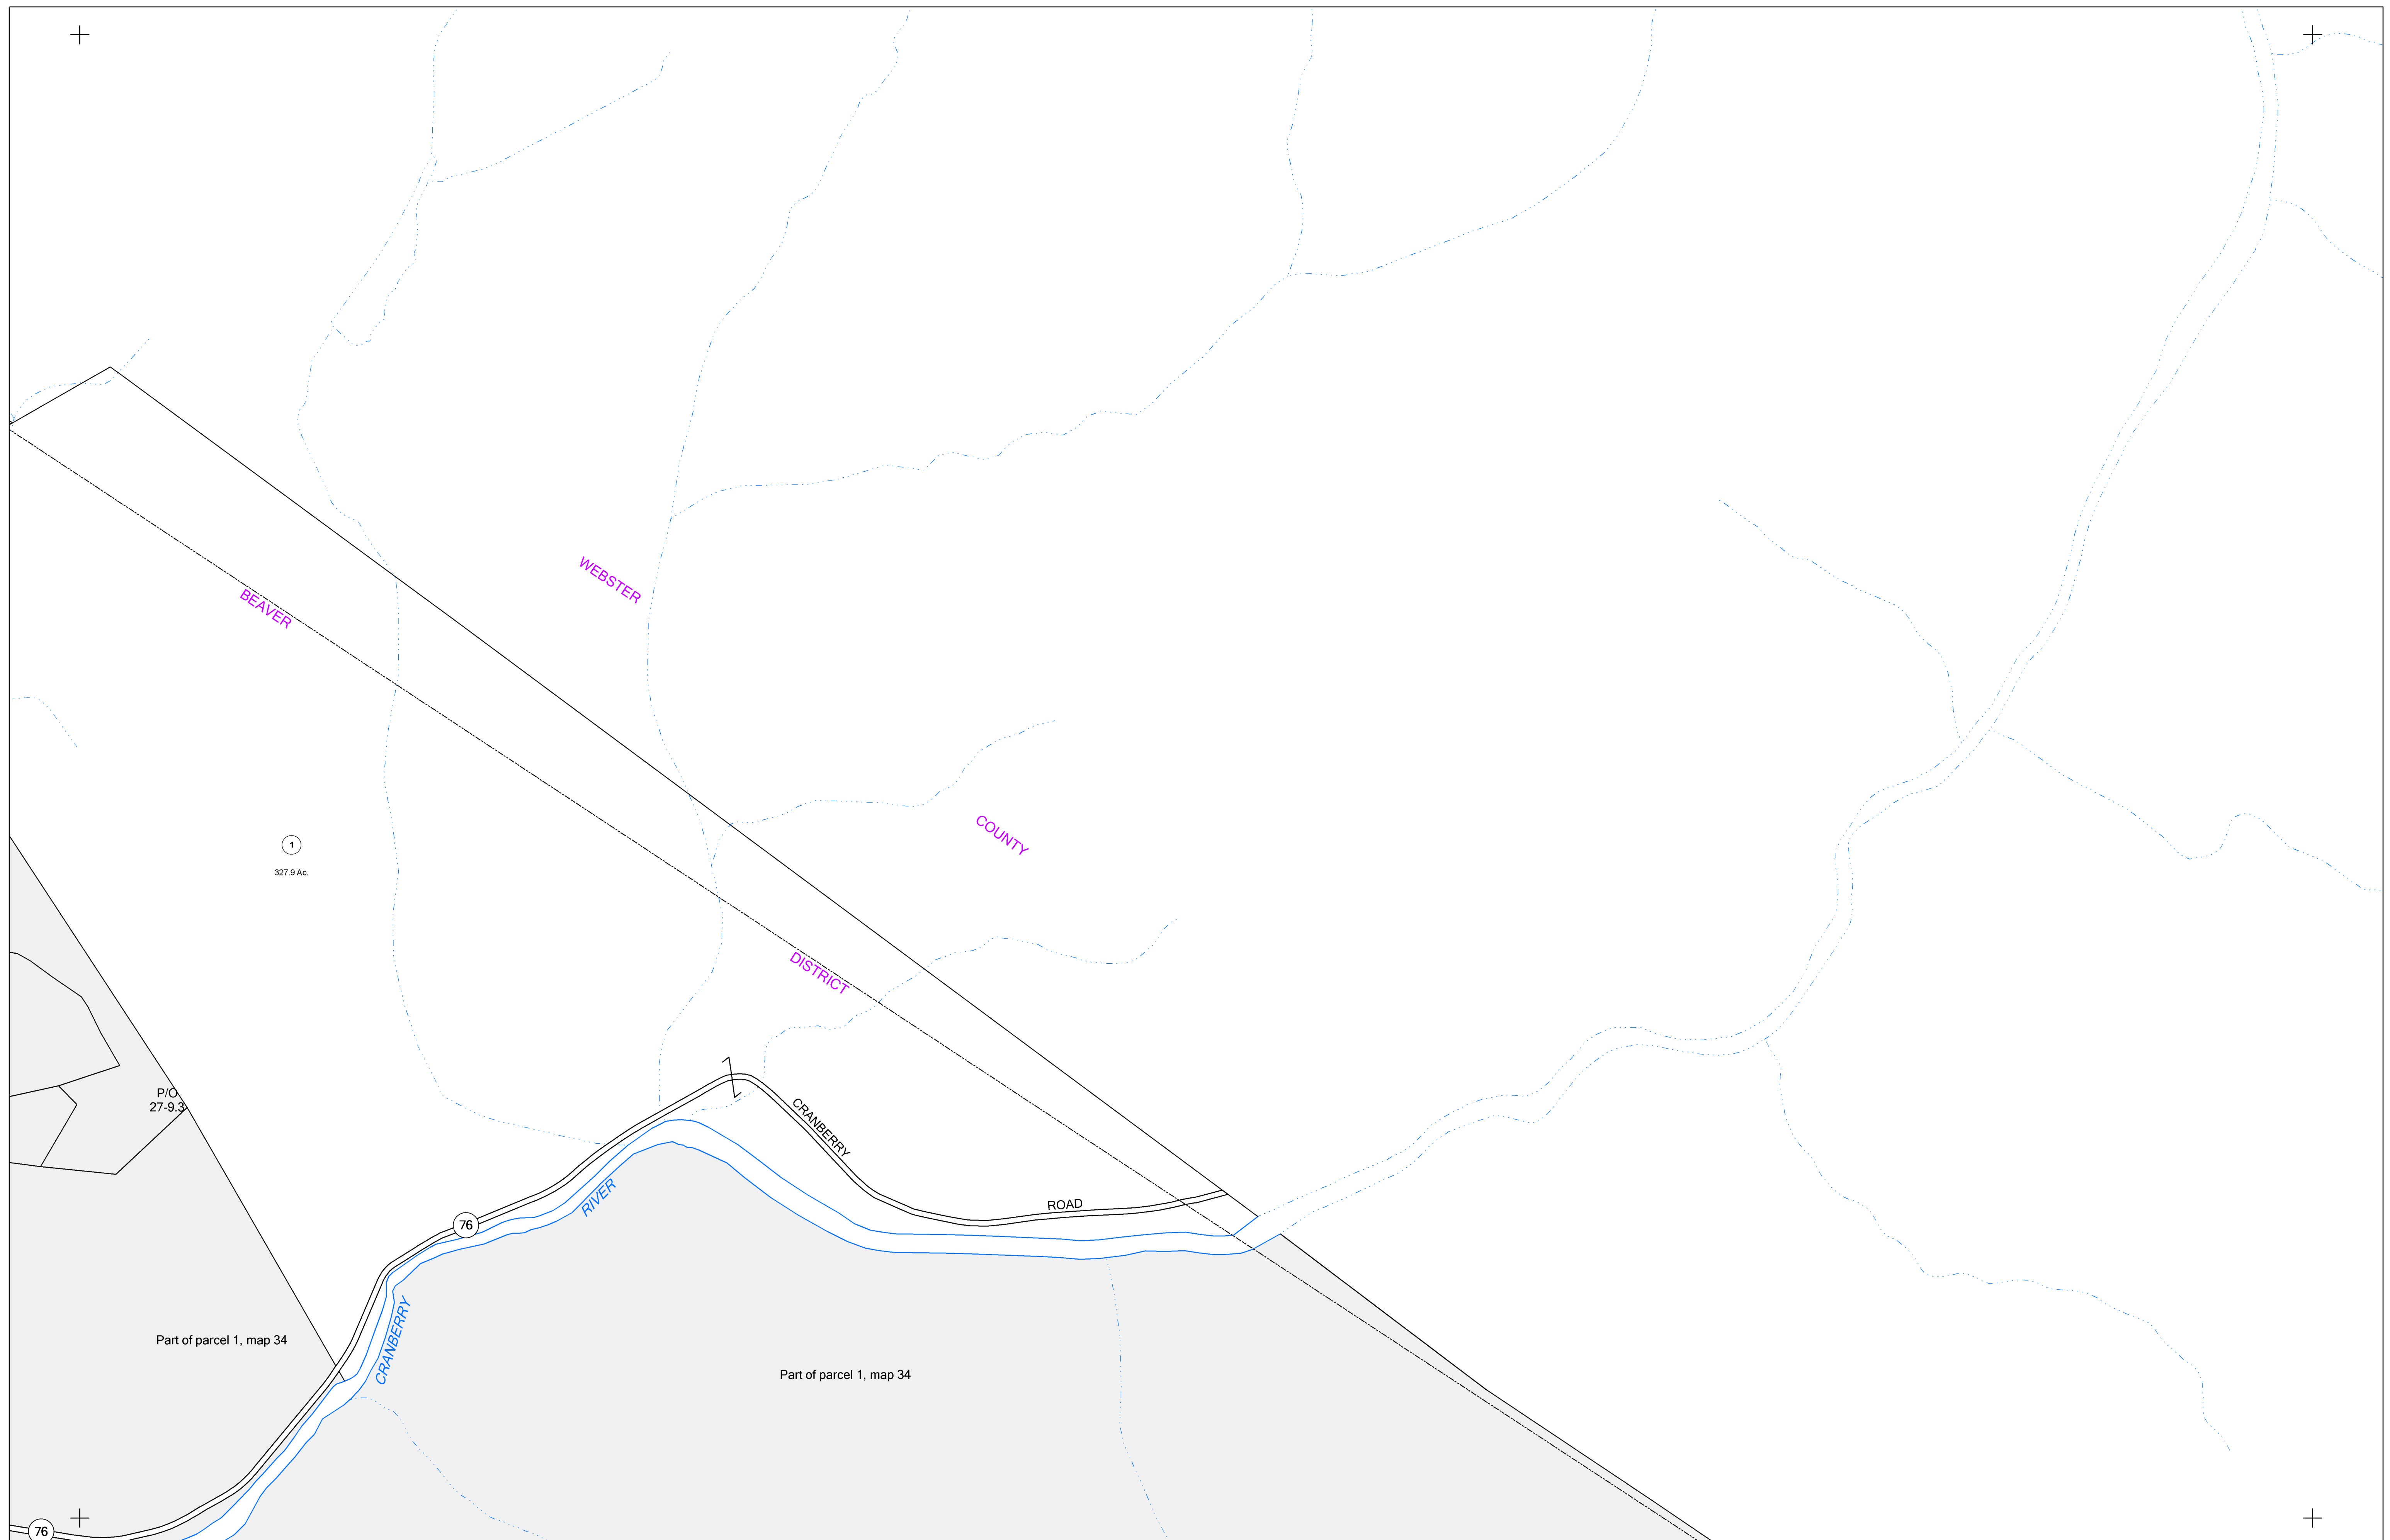 WEBSTER
BEAVER
COUNTY
1
327.9 Ac.
DISTRICT
P/O
27-9.3
CRANBERRY
RIVER
ROAD
76
CRANBERRY
Part of parcel 1, map 34
Part of parcel 1, map 34
76